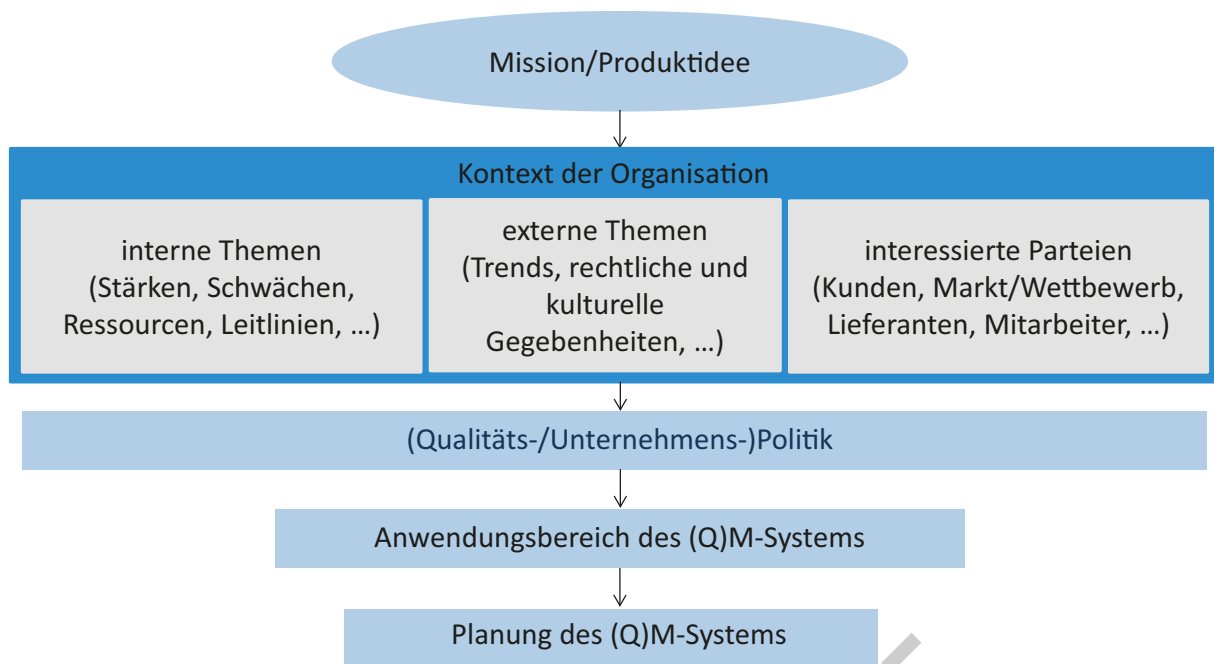 Mission/Produktidee
Kontext der Organisation
interne Themen
(Stärken, Schwächen,
Ressourcen, Leitlinien, …)
externe Themen
(Trends, rechtliche und
kulturelle
Gegebenheiten, …)
interessierte Parteien
(Kunden, Markt/Wettbewerb,
Lieferanten, Mitarbeiter, …)
(Qualitäts-/Unternehmens-)Politik
Anwendungsbereich des (Q)M-Systems
Planung des (Q)M-Systems